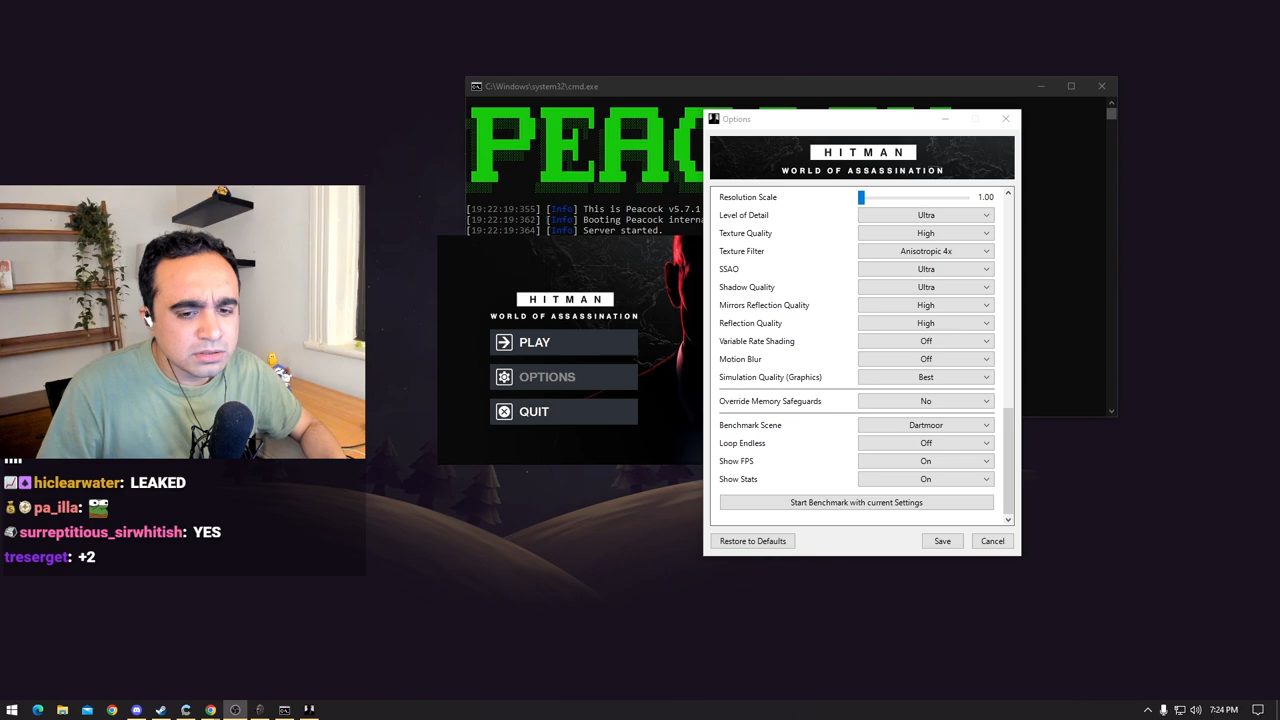 C:\Windows\system32\cmd.exe
PEAC
[19:22:19:355] [Info] This is Peacock v5.7.1
[19:22:19:362] [Info] Booting Peacock interna
[19:22:19:364] [Info] Server started.
HITMAN
WORLD OF ASSASSINATION
PLAY
OPTIONS
QUIT
Options
HITMAN
WORLD OF ASSASSINATION
Resolution Scale 1.00
Level of Detail Ultra
Texture Quality High
Texture Filter Anisotropic 4x
SSAO Ultra
Shadow Quality Ultra
Mirrors Reflection Quality High
Reflection Quality High
Variable Rate Shading Off
Motion Blur Off
Simulation Quality (Graphics) Best
Override Memory Safeguards No
Benchmark Scene Dartmoor
Loop Endless Off
Show FPS On
Show Stats On
Start Benchmark with current Settings
Restore to Defaults Save Cancel
hiclearwater: LEAKED
pa_illa:
surreptitious_sirwhitish: YES
treserget: +2
7:24 PM